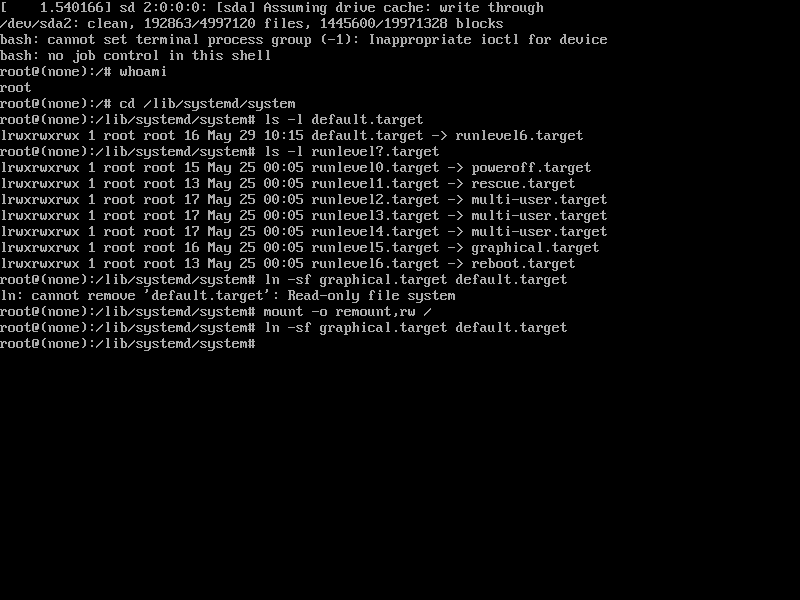 [    1.540166] sd 2:0:0:0: [sda] Assuming drive cache: write through
/dev/sda2: clean, 192863/4997120 files, 1445600/19971328 blocks
bash: cannot set terminal process group (-1): Inappropriate ioctl for device
bash: no job control in this shell
root@(none):/# whoami
root
root@(none):/# cd /lib/systemd/system
root@(none):/lib/systemd/system# ls -l default.target
lrwxrwxrwx 1 root root 16 May 29 10:15 default.target -> runlevel6.target
root@(none):/lib/systemd/system# ls -l runlevel?.target
lrwxrwxrwx 1 root root 15 May 25 00:05 runlevel0.target -> poweroff.target
lrwxrwxrwx 1 root root 13 May 25 00:05 runlevel1.target -> rescue.target
lrwxrwxrwx 1 root root 17 May 25 00:05 runlevel2.target -> multi-user.target
lrwxrwxrwx 1 root root 17 May 25 00:05 runlevel3.target -> multi-user.target
lrwxrwxrwx 1 root root 17 May 25 00:05 runlevel4.target -> multi-user.target
lrwxrwxrwx 1 root root 16 May 25 00:05 runlevel5.target -> graphical.target
lrwxrwxrwx 1 root root 13 May 25 00:05 runlevel6.target -> reboot.target
root@(none):/lib/systemd/system# ln -sf graphical.target default.target
ln: cannot remove 'default.target': Read-only file system
root@(none):/lib/systemd/system# mount -o remount,rw /
root@(none):/lib/systemd/system# ln -sf graphical.target default.target
root@(none):/lib/systemd/system#